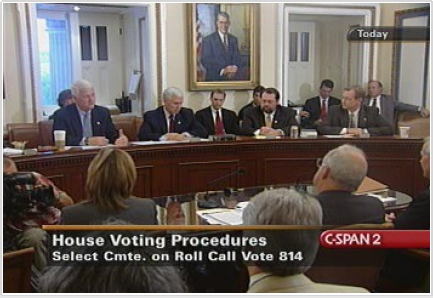 Today
House Voting Procedures
Select Cmte. on Roll Call Vote 814
C-SPAN 2